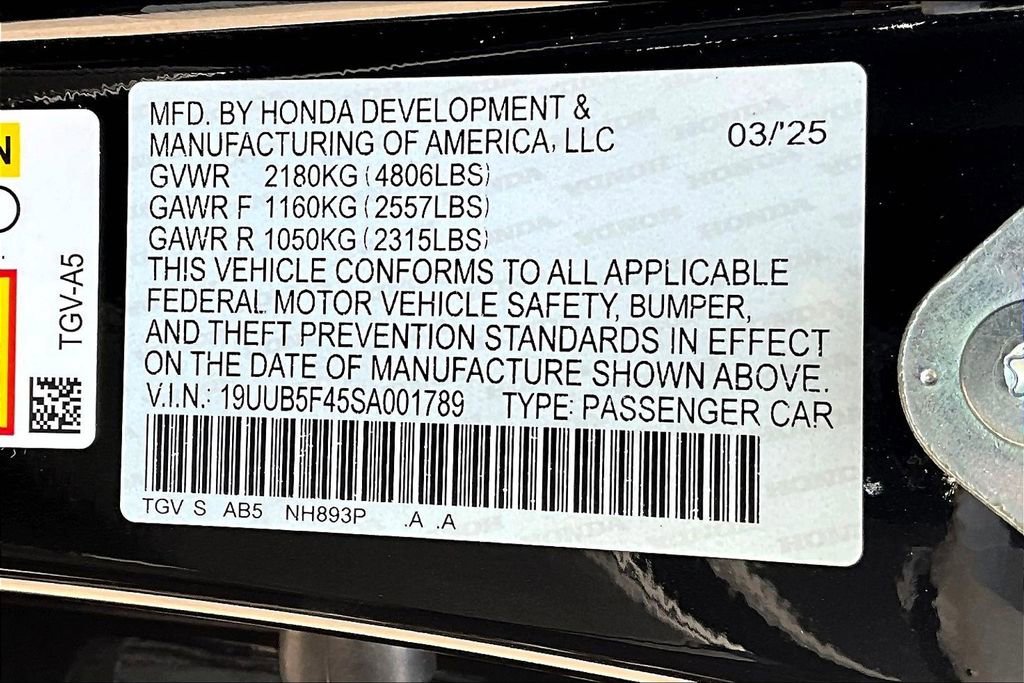 MFD. BY HONDA DEVELOPMENT &
MANUFACTURING OF AMERICA, LLC
03/'25
GVWR 2180KG (4806LBS)
GAWR F 1160KG (2557LBS)
GAWR R 1050KG (2315LBS)
THIS VEHICLE CONFORMS TO ALL APPLICABLE
FEDERAL MOTOR VEHICLE SAFETY, BUMPER,
AND THEFT PREVENTION STANDARDS IN EFFECT
ON THE DATE OF MANUFACTURE SHOWN ABOVE.
V.I.N.: 19UUB5F45SA001789 TYPE: PASSENGER CAR
TGV S AB5 NH893P .A .A
TGV-A5